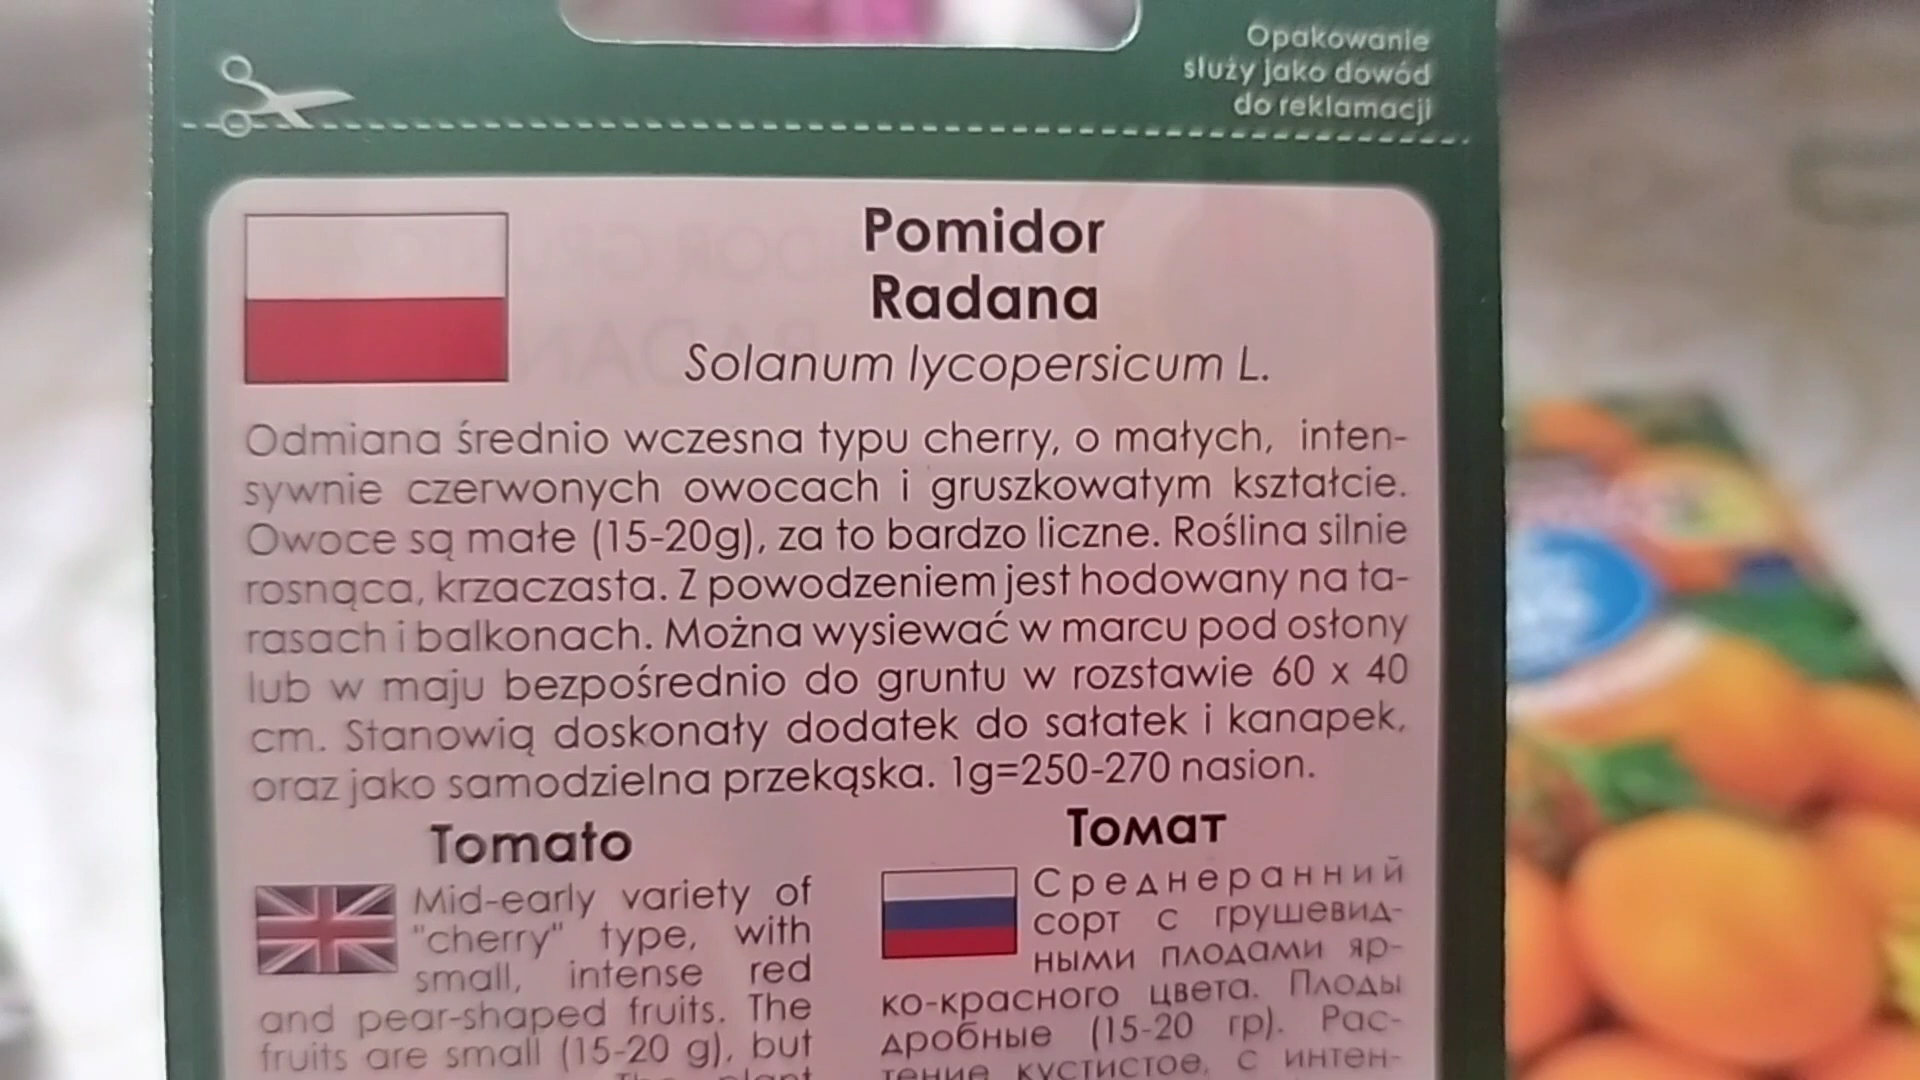 Opakowanie
służy jako dowód
do reklamacji
Pomidor
Radana
Solanum lycopersicum L.
Odmiana średnio wczesna typu cherry, o małych, inten-
sywnie czerwonych owocach i gruszkowatym kształcie.
Owoce są małe (15-20g), za to bardzo liczne. Roślina silnie
rosnąca, krzaczasta. Z powodzeniem jest hodowany na ta-
rasach i balkonach. Można wysiewać w marcu pod osłony
lub w maju bezpośrednio do gruntu w rozstawie 60 x 40
cm. Stanowią doskonały dodatek do sałatek i kanapek,
oraz jako samodzielna przekąska. 1g=250-270 nasion.
Tomato
Mid-early variety of
"cherry" type, with
small, intense red
and pear-shaped fruits. The
fruits are small (15-20 g), but
The plant
Томат
Среднеранний
сорт с грушевид-
ными плодами яр-
ко-красного цвета. Плоды
дробные (15-20 гр). Рас-
тение кустистое, с интен-